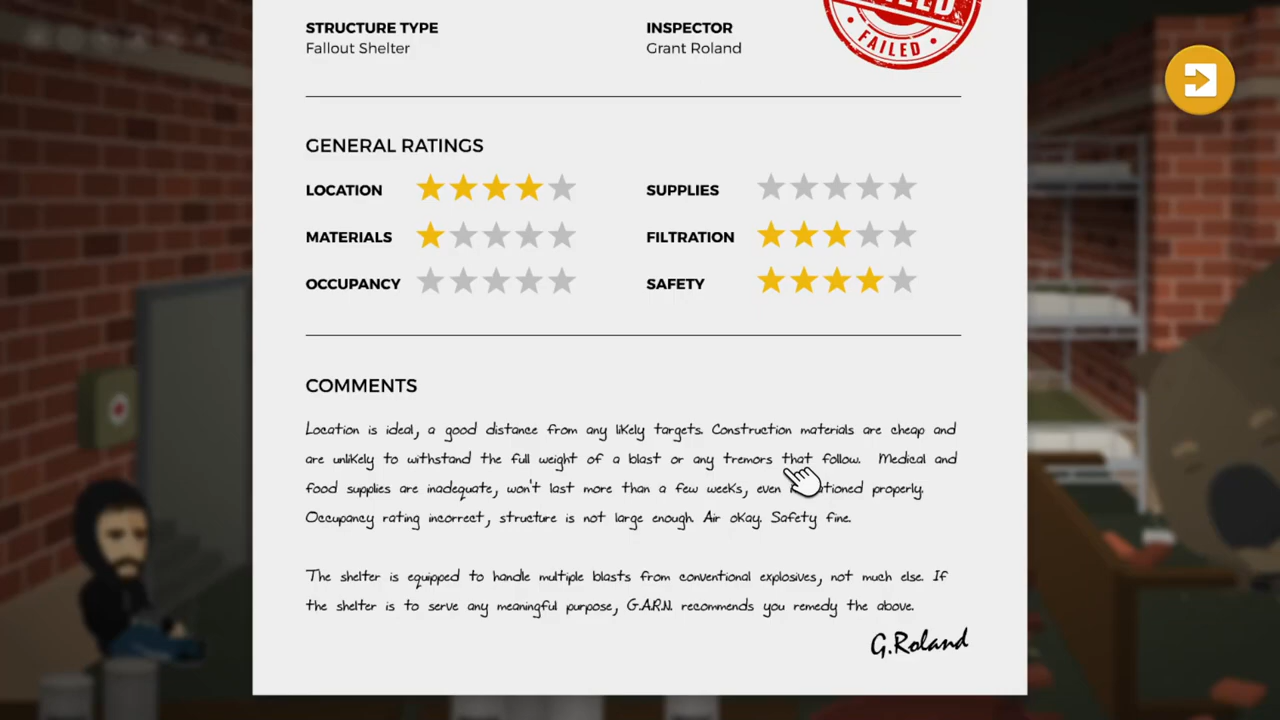 STRUCTURE TYPE
Fallout Shelter
INSPECTOR
Grant Roland
FAILED
GENERAL RATINGS
LOCATION
SUPPLIES
MATERIALS
FILTRATION
OCCUPANCY
SAFETY
COMMENTS
Location is ideal, a good distance from any likely targets. Construction materials are cheap and
are unlikely to withstand the full weight of a blast or any tremors that follow. Medical and
food supplies are inadequate, won't last more than a few weeks, even properly.
Occupancy rating incorrect, structure is not large enough. Air okay. Safety fine.
The shelter is equipped to handle multiple blasts from conventional explosives, not much else. If
the shelter is to serve any meaningful purpose, G.A.R.N. recommends you remedy the above.
G.Roland